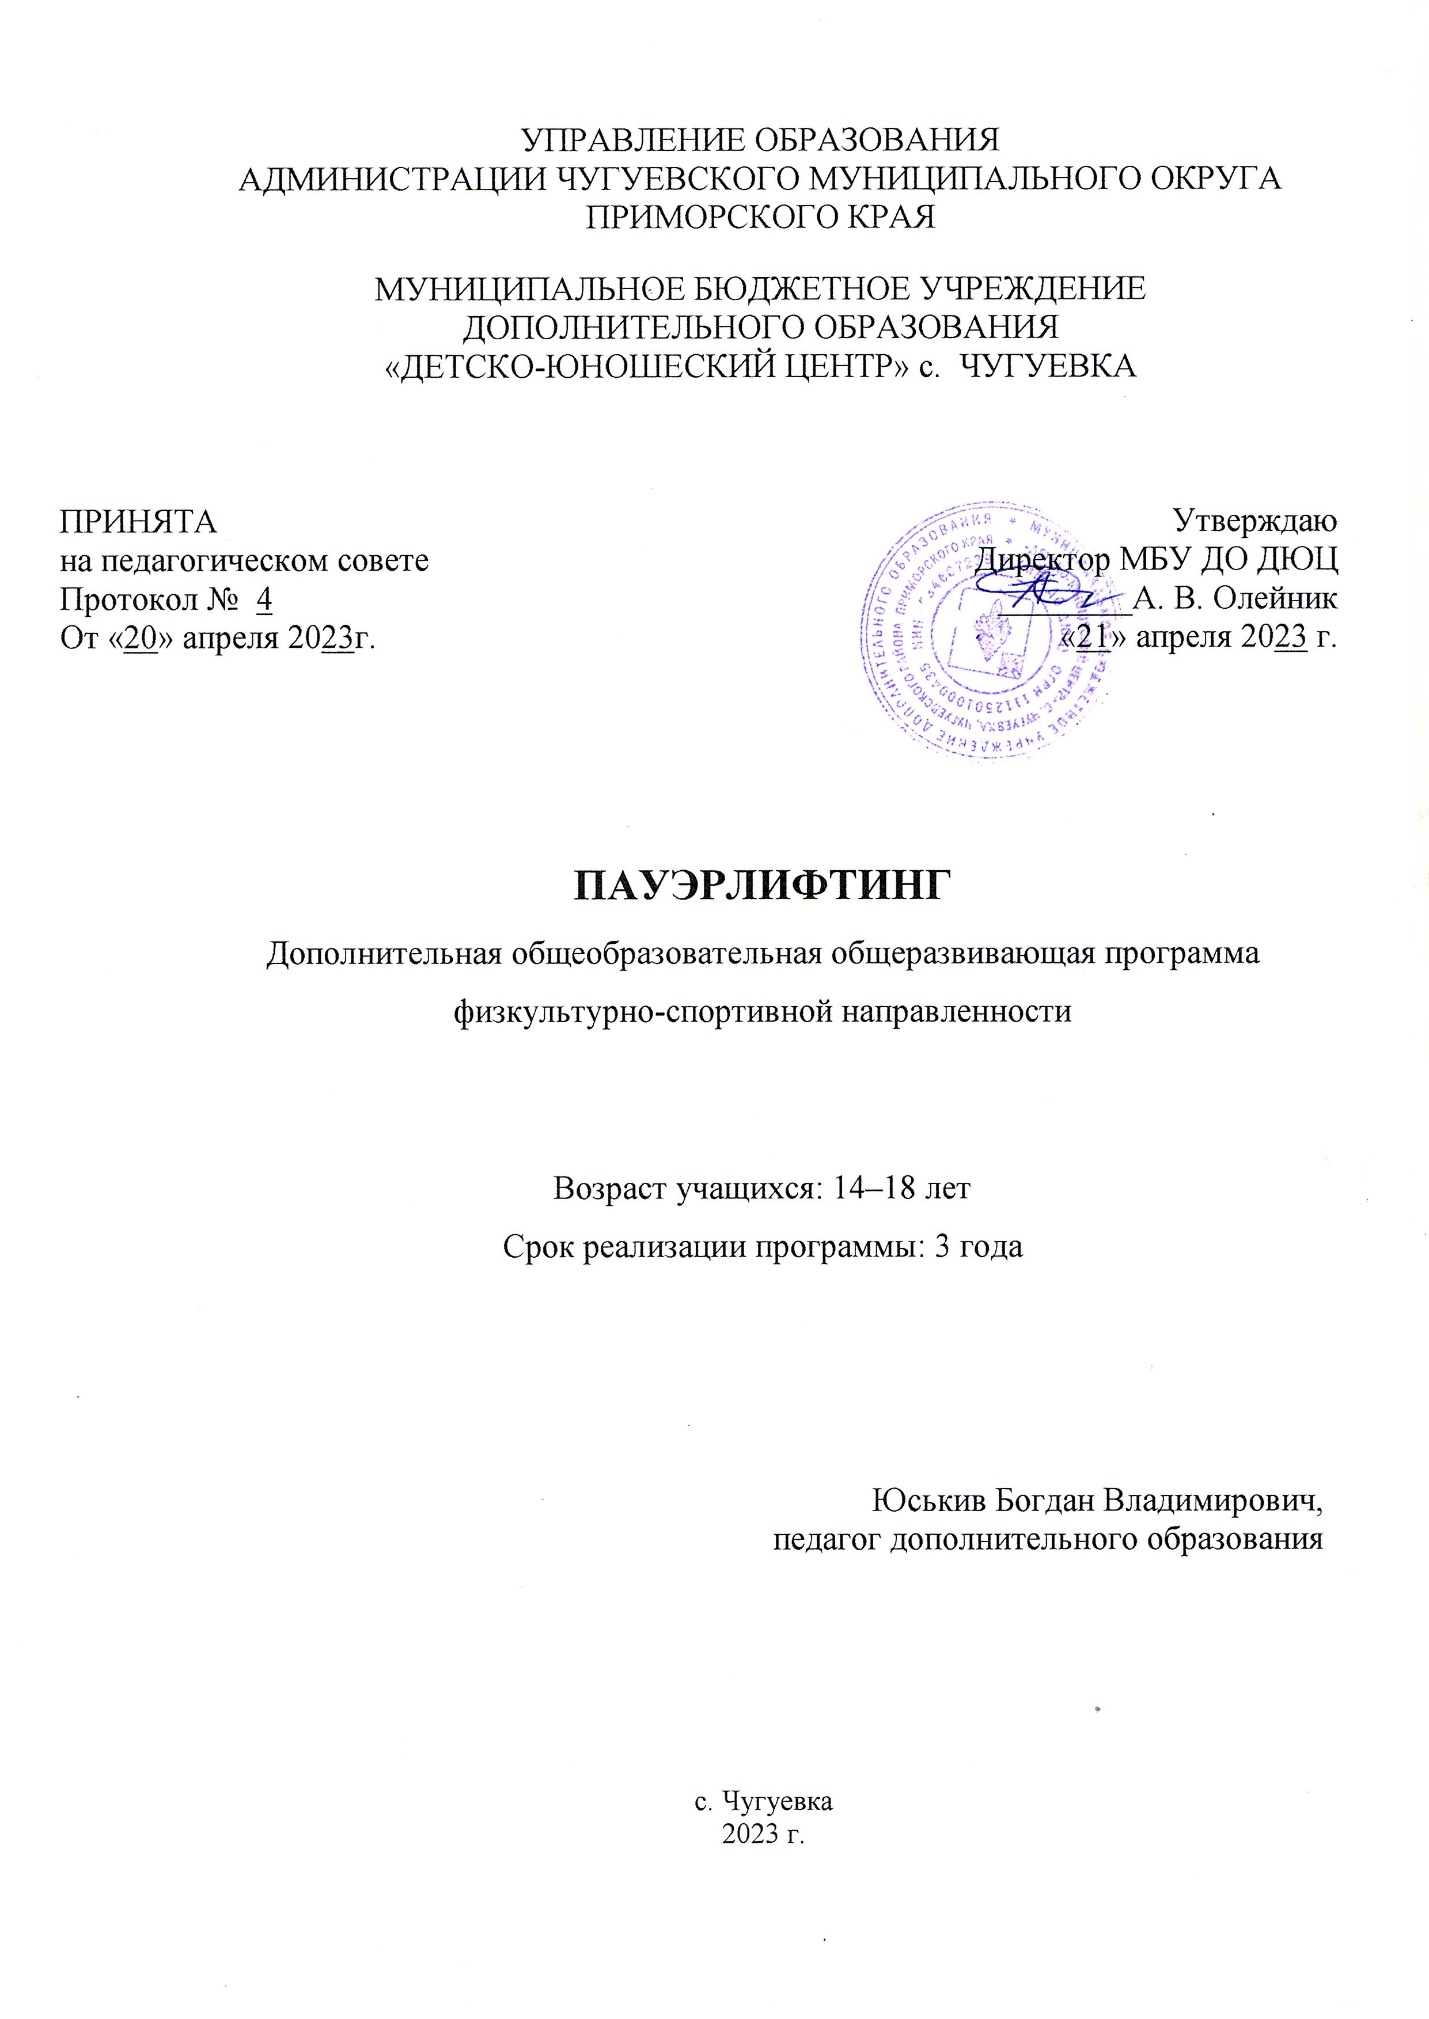 УПРАВЛЕНИЕ ОБРАЗОВАНИЯ
АДМИНИСТРАЦИИ ЧУГУЕВСКОГО МУНИЦИПАЛЬНОГО ОКРУГА
ПРИМОРСКОГО КРАЯ
МУНИЦИПАЛЬНОЕ БЮДЖЕТНОЕ УЧРЕЖДЕНИЕ
ДОПОЛНИТЕЛЬНОГО ОБРАЗОВАНИЯ
«ДЕТСКО-ЮНОШЕСКИЙ ЦЕНТР» с. ЧУГУЕВКА
ПРИНЯТА
на педагогическом совете
Протокол № 4
От «20» апреля 2023г.
Утверждаю
Директор МБУ ДО ДЮЦ
А. В. Олейник
«21» апреля 2023 г.
ПАУЭРЛИФТИНГ
Дополнительная общеобразовательная общеразвивающая программа
физкультурно-спортивной направленности
Возраст учащихся: 14–18 лет
Срок реализации программы: 3 года
Юськив Богдан Владимирович,
педагог дополнительного образования
с. Чугуевка
2023 г.